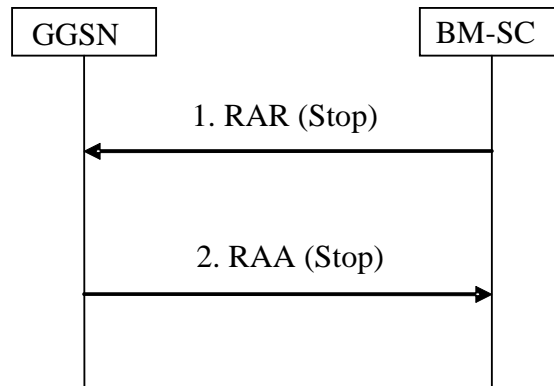 GGSN
BM-SC
1. RAR (Stop)
2. RAA (Stop)